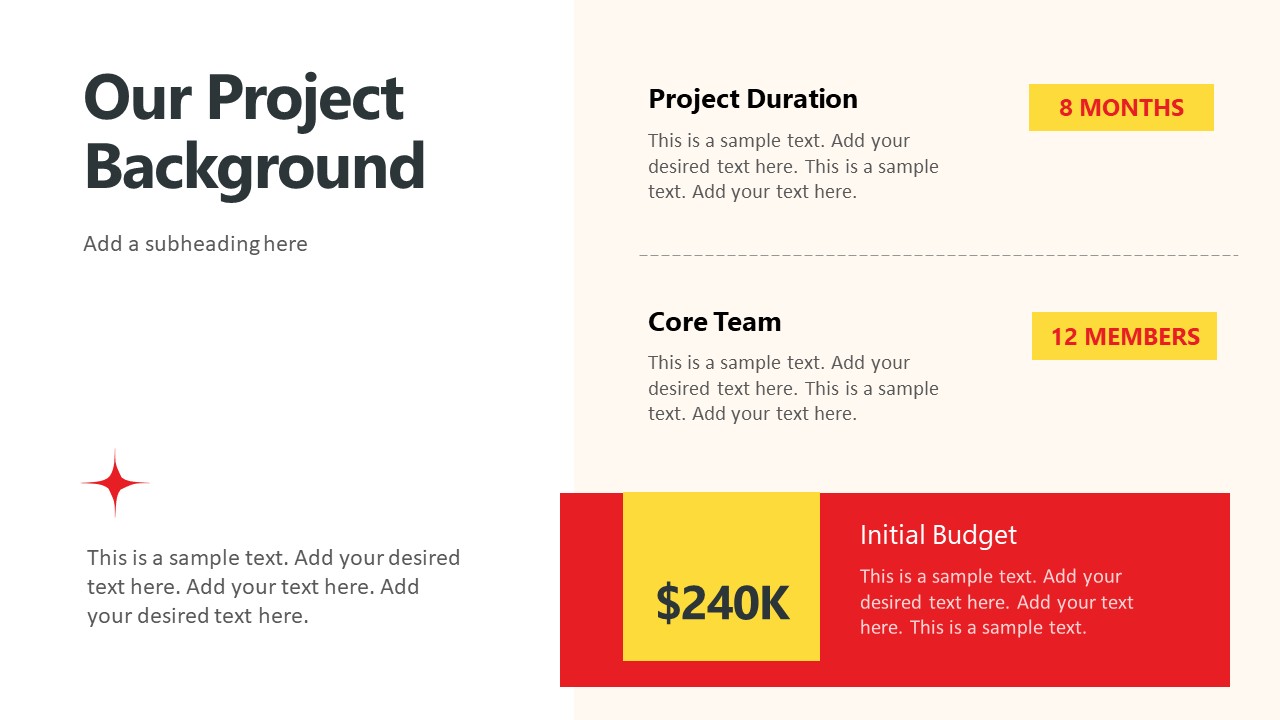 Our Project
Background
Add a subheading here
This is a sample text. Add your desired
text here. Add your text here. Add
your desired text here.
Project Duration
8 MONTHS
This is a sample text. Add your
desired text here. This is a sample
text. Add your text here.
Core Team
12 MEMBERS
This is a sample text. Add your
desired text here. This is a sample
text. Add your text here.
$240K
Initial Budget
This is a sample text. Add your
desired text here. Add your text
here. This is a sample text.